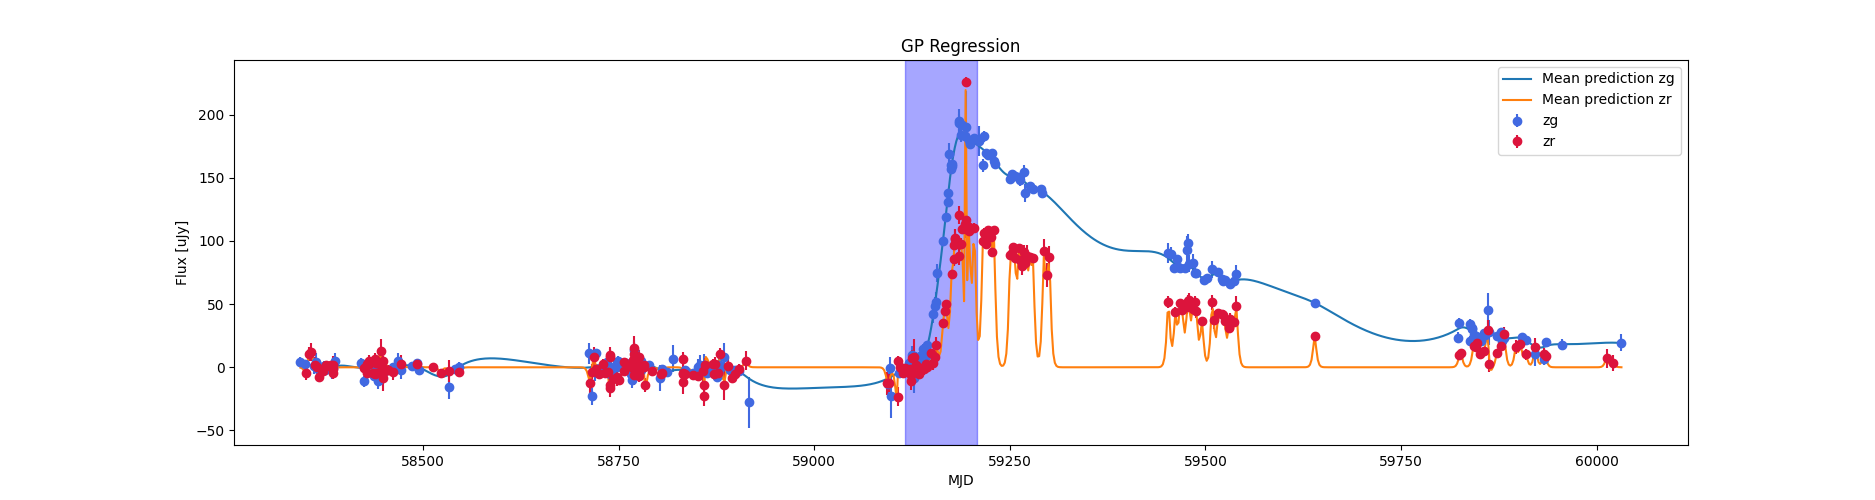 GP Regression
Mean prediction zg
Mean prediction zr
zg
zr
Flux [uJy]
200
150
100
50
0
−50
58500 58750 59000 59250 59500 59750 60000
MJD